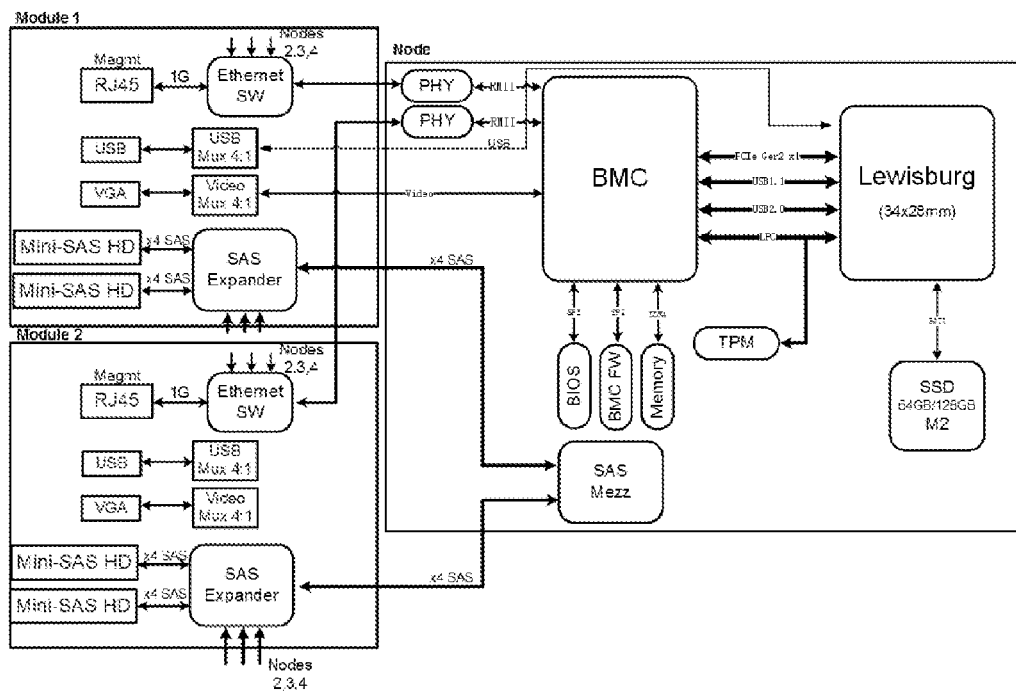 Module 1
Nodes
2,3,4
Magmt
RJ45
1G
Ethernet
SW
USB
USB
Mux 4:1
VGA
Video
Mux 4:1
Mini-SAS HD
x4 SAS
Mini-SAS HD
x4 SAS
SAS
Expander
Module 2
Nodes
2,3,4
Magmt
RJ45
1G
Ethernet
SW
USB
USB
Mux 4:1
VGA
Video
Mux 4:1
Mini-SAS HD
x4 SAS
Mini-SAS HD
x4 SAS
SAS
Expander
Nodes
2,3,4
Node
PHY
RMII
PHY
RMII
USB
Video
x4 SAS
x4 SAS
BMC
PCIe Gen2 x1
USB1.1
USB2.0
LPC
Lewisburg
(34x28mm)
BIOS
BMC FW
Memory
TPM
SSD
64GB/128GB
M2
SAS
Mezz